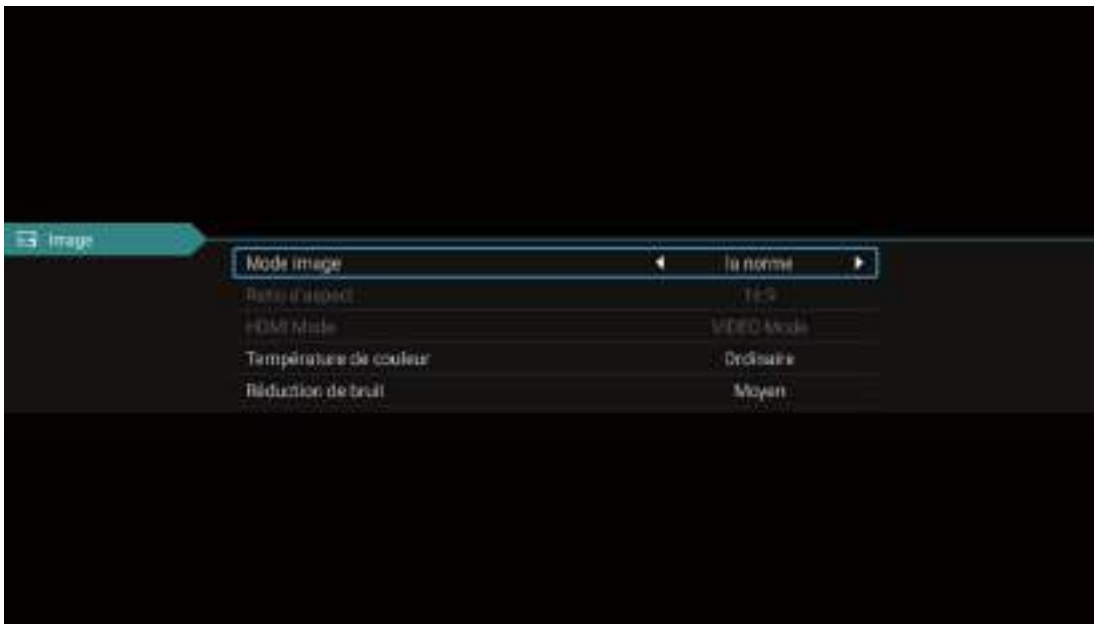 Image
Mode image la norme
Ratio d'aspect 16:9
HDMI Mode VIDEO Mode
Température de couleur Ordinaire
Réduction de bruit Moyen